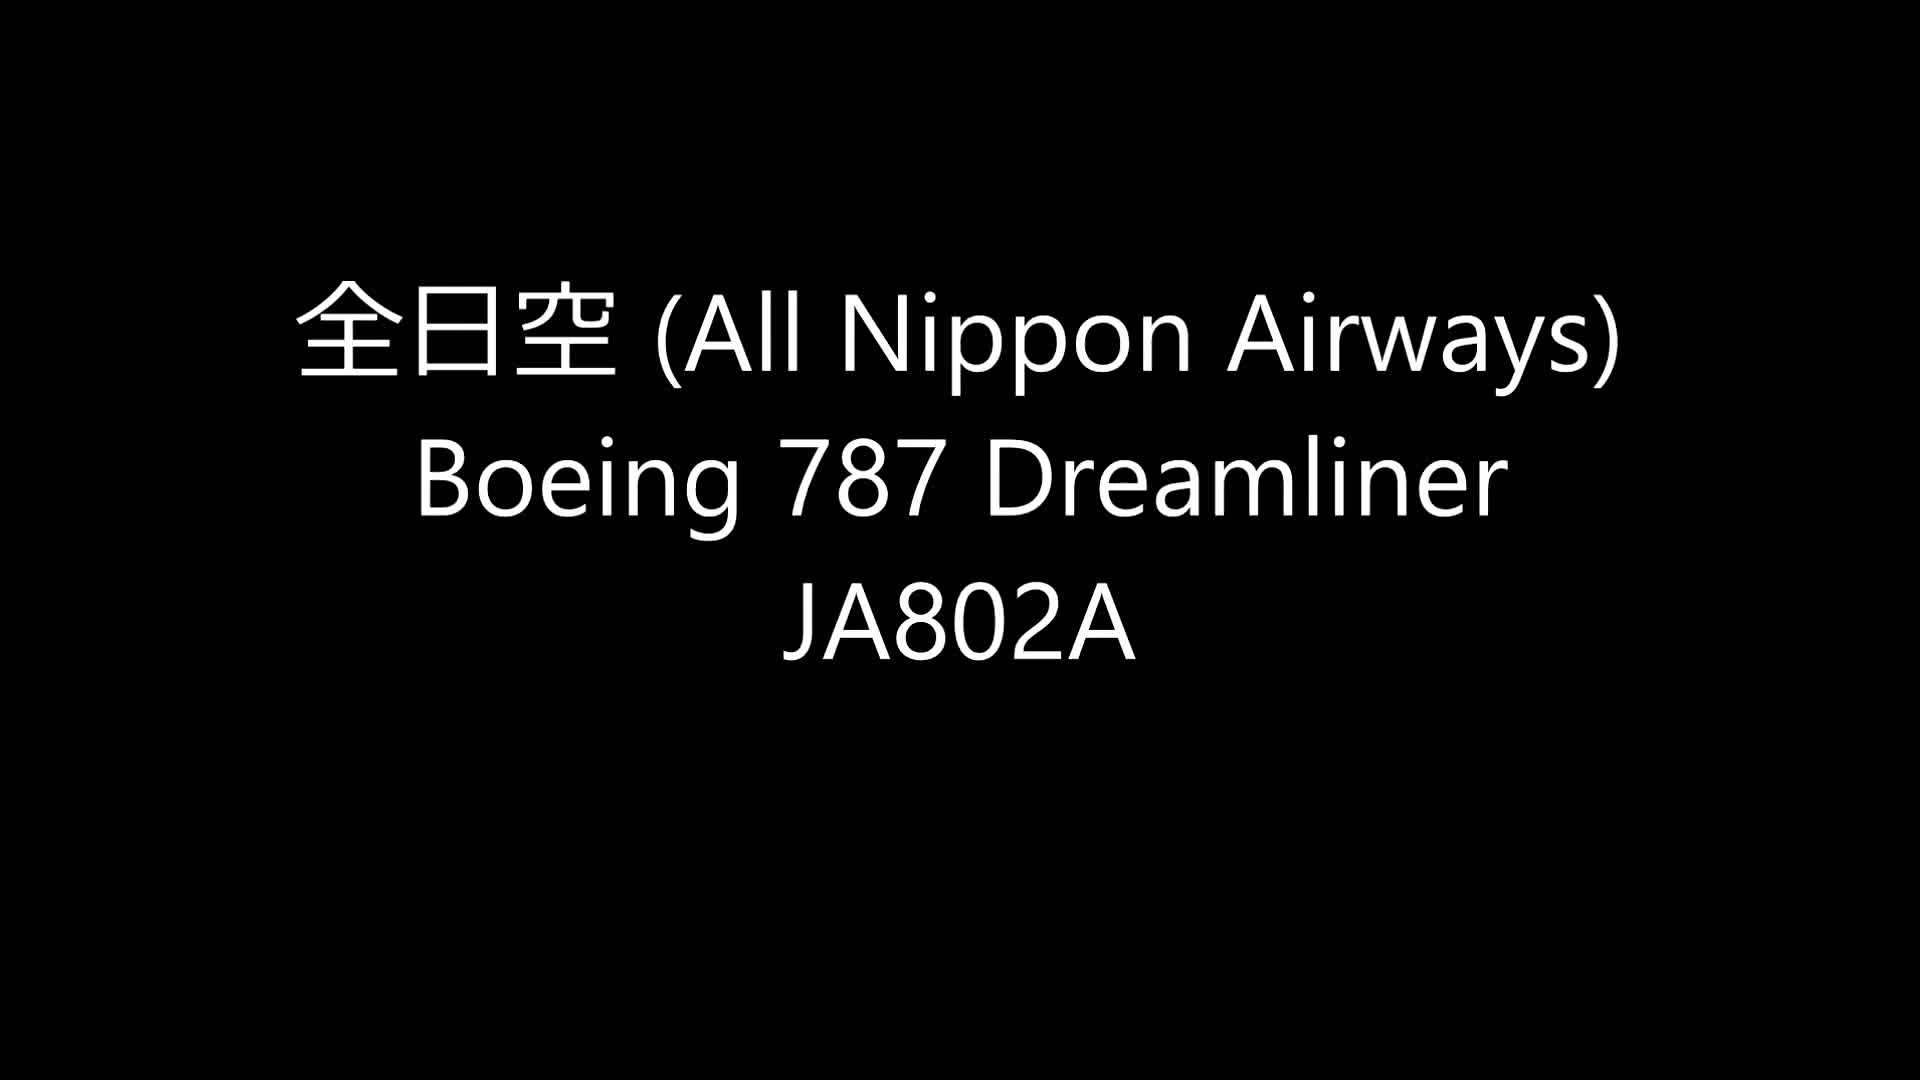 全日空 (All Nippon Airways)
Boeing 787 Dreamliner
JA802A